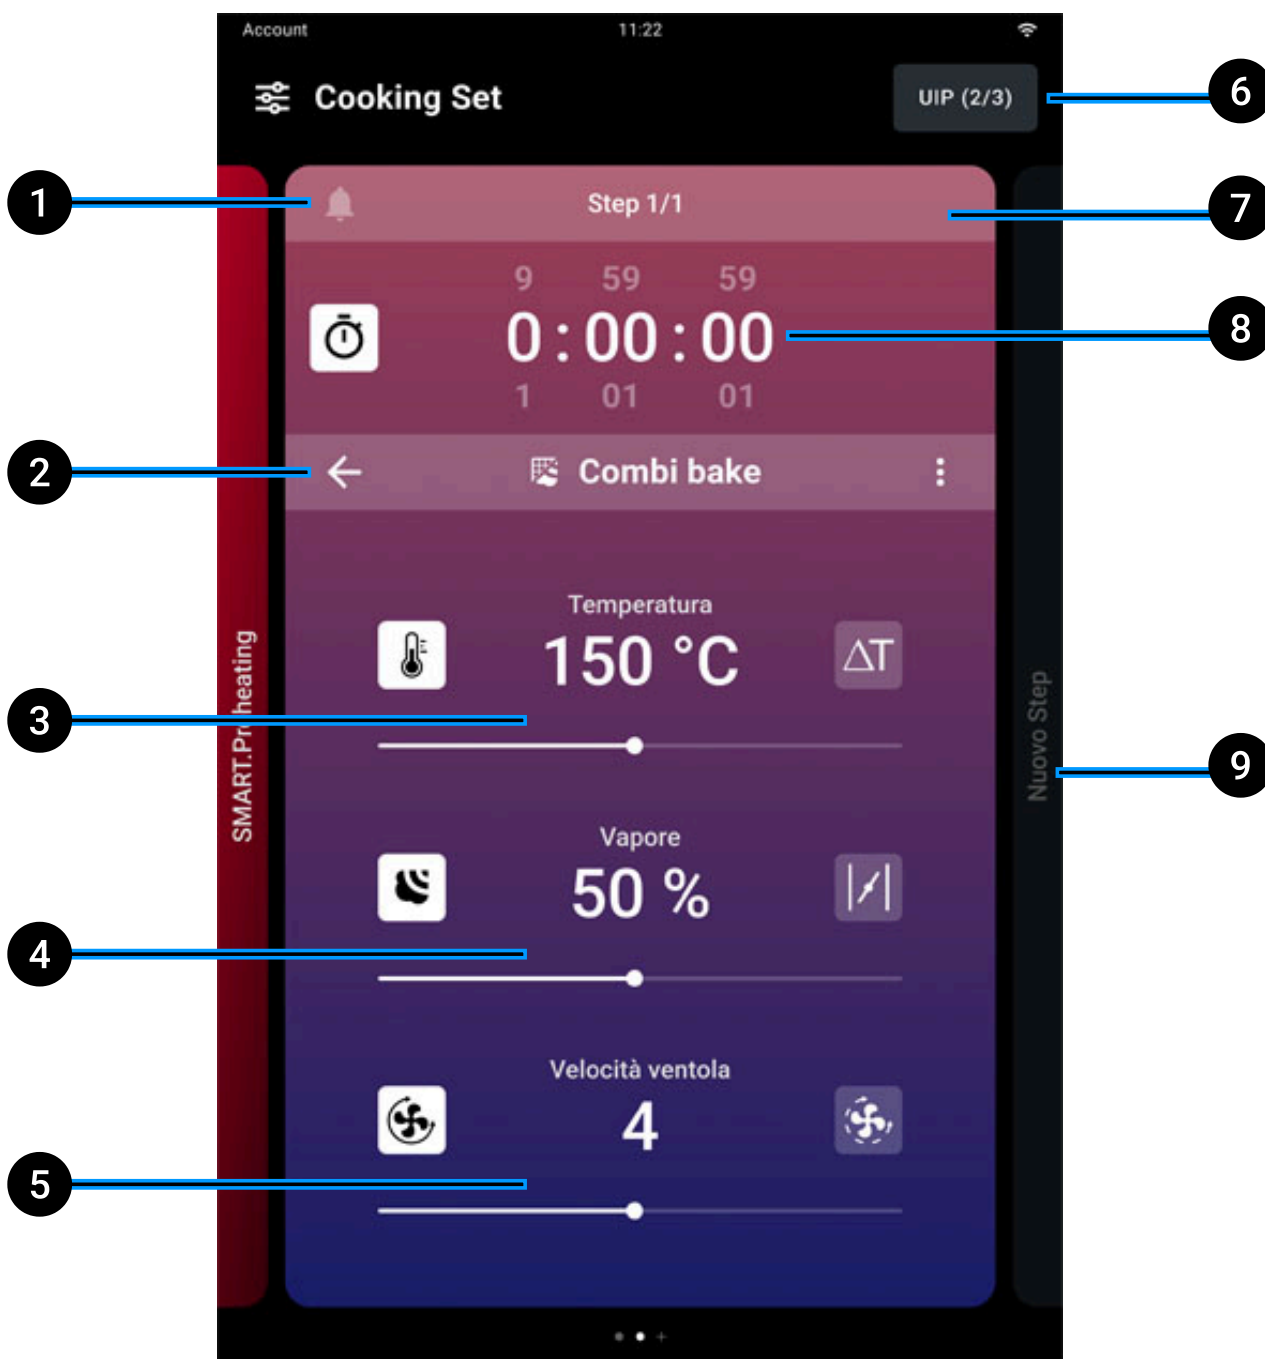 Account 11:22
Cooking Set UIP (2/3)
6
1
Step 1/1
7
9 59 59
0 : 00 : 00
8
1 01 01
2
Combi bake
Temperatura
150 °C
ΔT
3
SMART.Preheating
Nuovo Step
9
Vapore
50 %
4
Velocità ventola
4
5